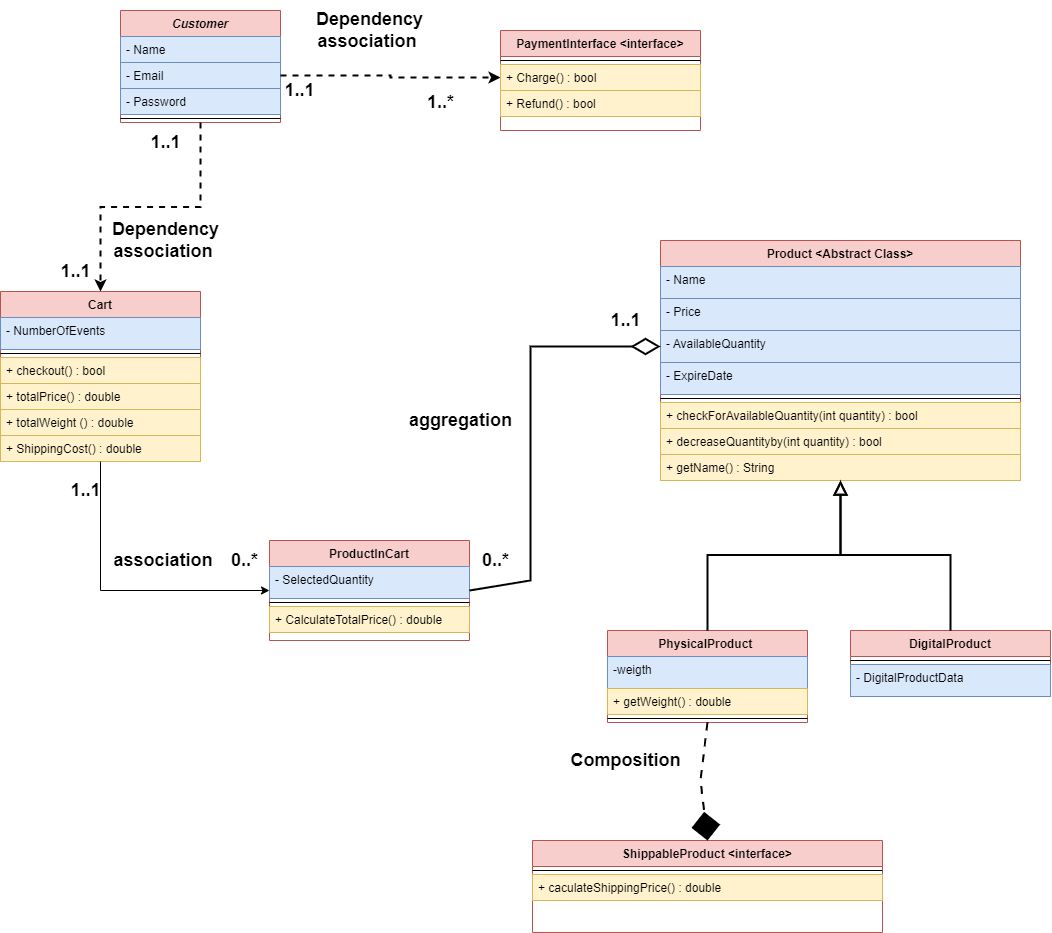 Customer
- Name
- Email
- Password
Dependency
association
1..1
1..*
PaymentInterface <interface>
+ Charge() : bool
+ Refund() : bool
1..1
Dependency
association
1..1
Cart
- NumberOfEvents
+ checkout() : bool
+ totalPrice() : double
+ totalWeight () : double
+ ShippingCost() : double
1..1
association
0..*
ProductInCart
- SelectedQuantity
+ CalculateTotalPrice() : double
0..*
aggregation
1..1
Product <Abstract Class>
- Name
- Price
- AvailableQuantity
- ExpireDate
+ checkForAvailableQuantity(int quantity) : bool
+ decreaseQuantityby(int quantity) : bool
+ getName() : String
PhysicalProduct
-weigth
+ getWeight() : double
DigitalProduct
- DigitalProductData
Composition
ShippableProduct <interface>
+ caculateShippingPrice() : double